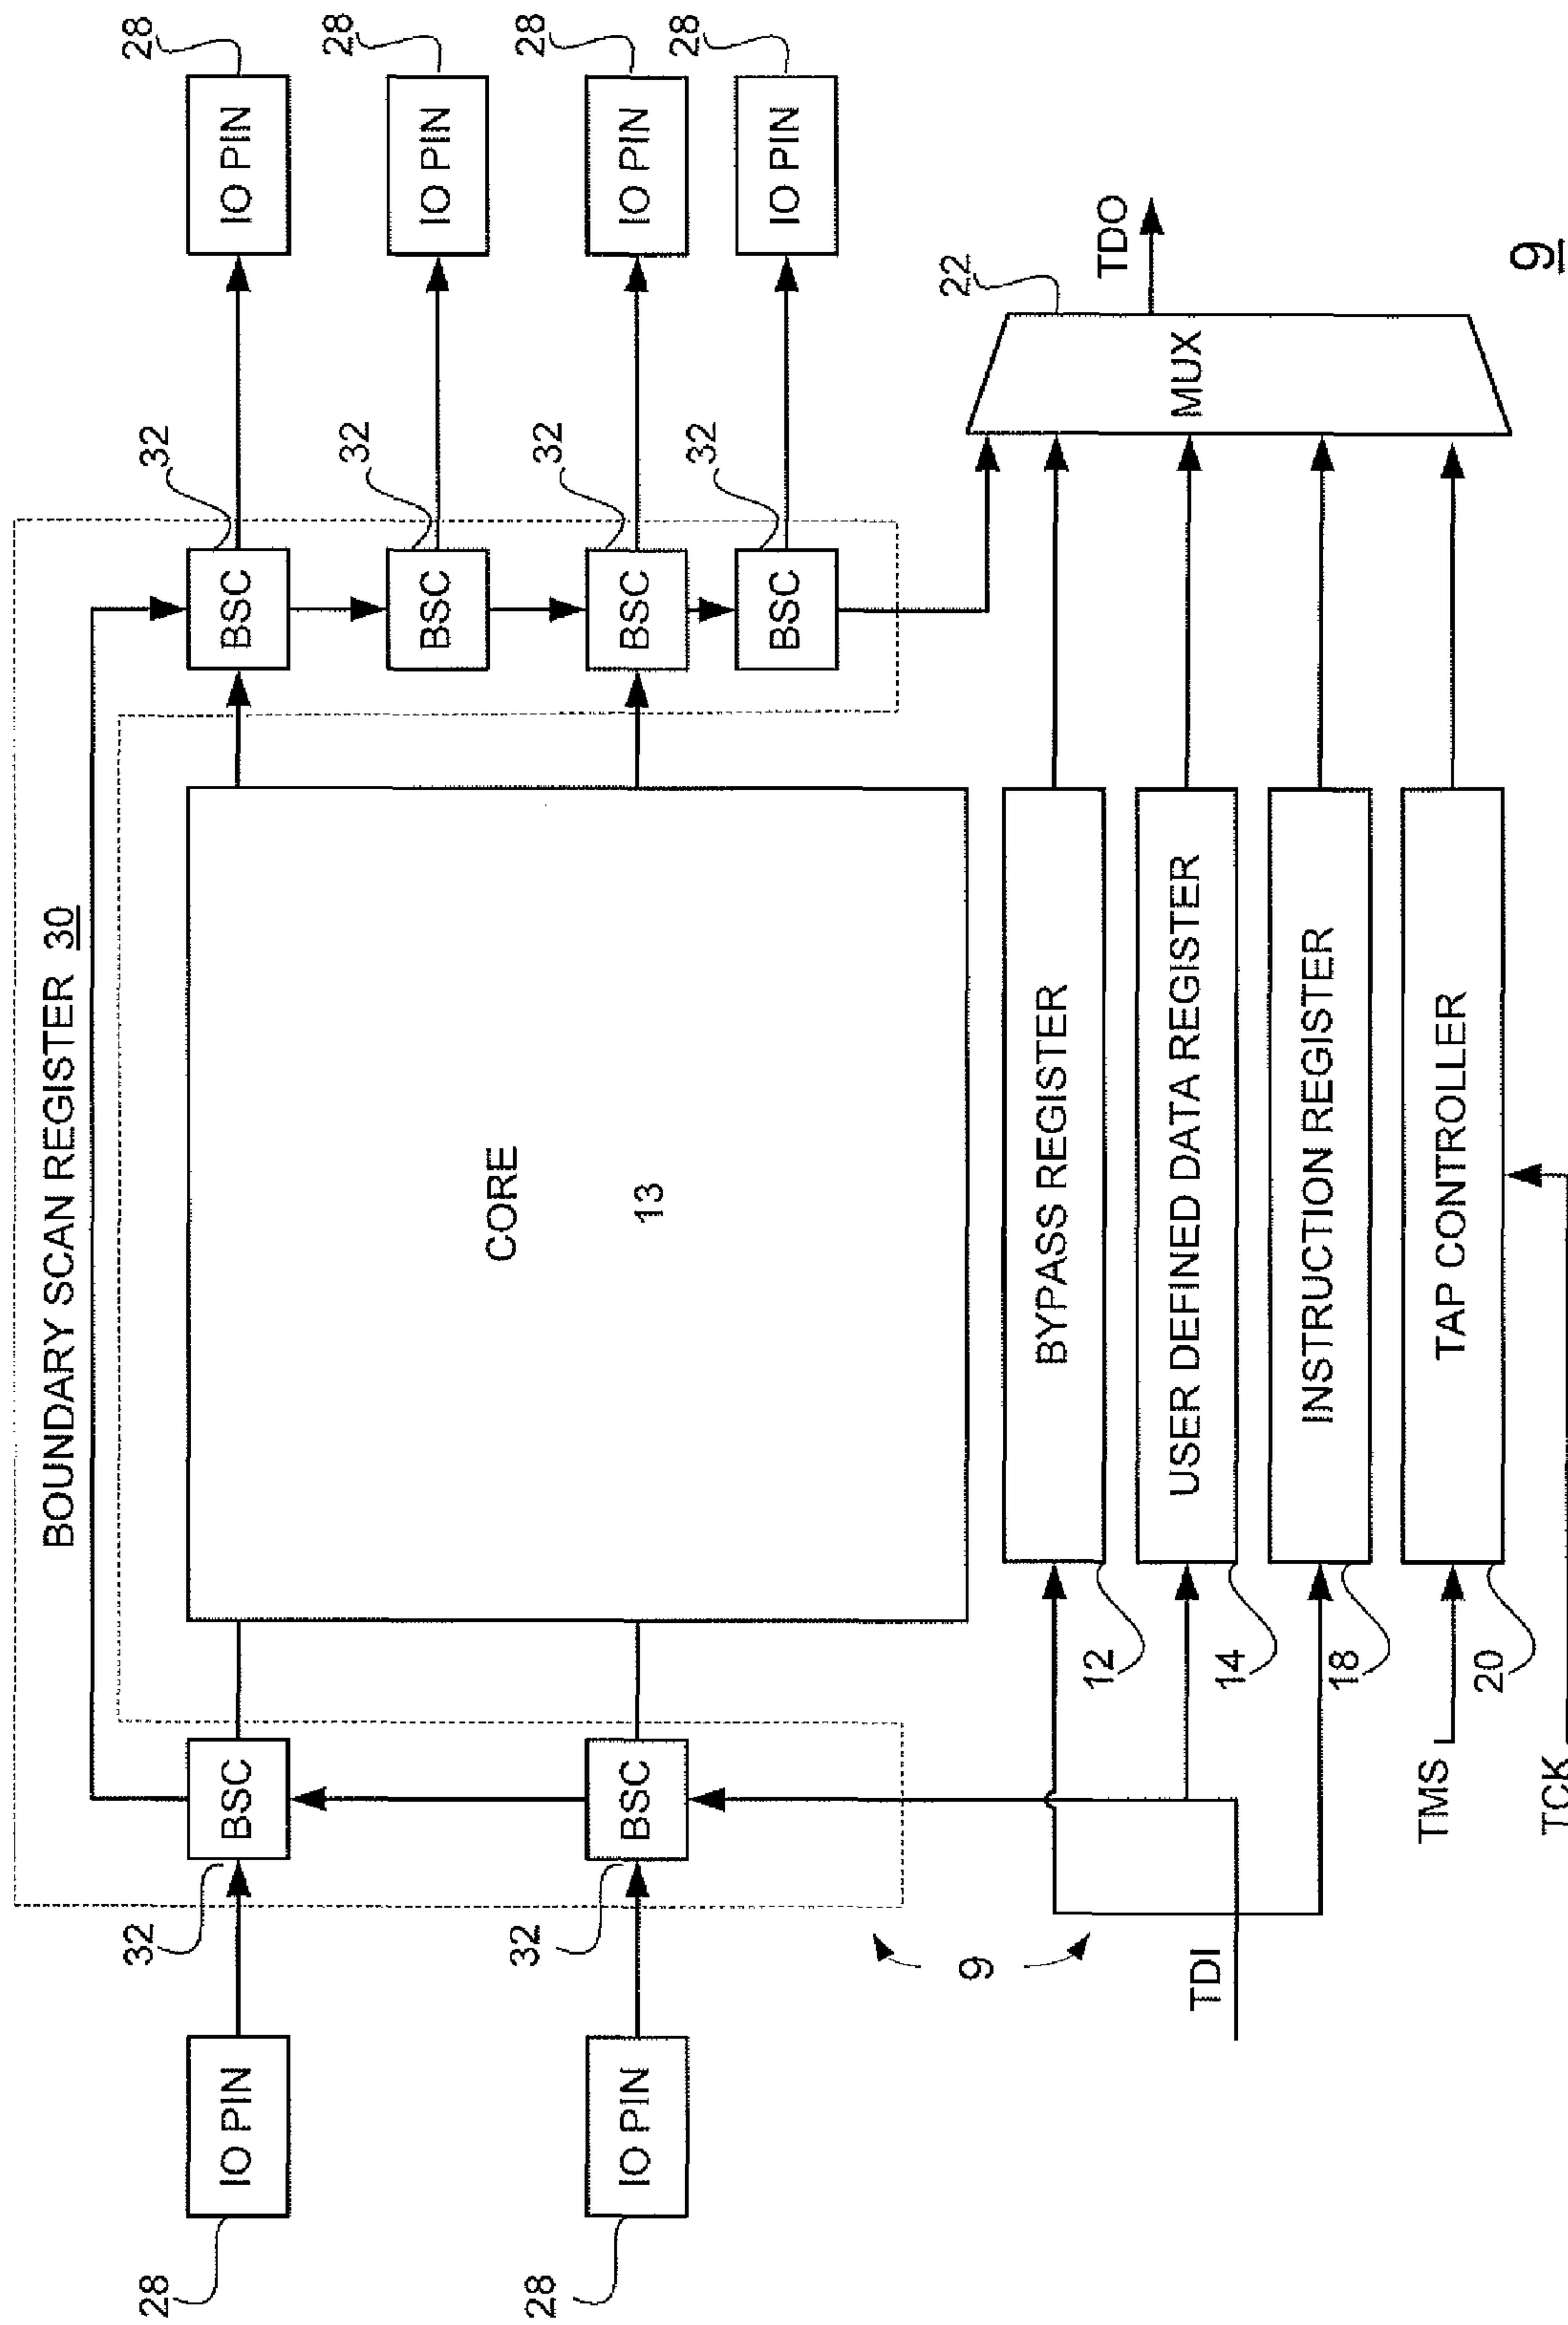 BOUNDARY SCAN REGISTER 30
28
IO PIN
32
BSC
BSC
32
IO PIN
28
BSC
32
IO PIN
28
CORE
13
28
IO PIN
32
BSC
BSC
32
IO PIN
28
BSC
32
IO PIN
28
9
TDI
12
BYPASS REGISTER
14
USER DEFINED DATA REGISTER
18
INSTRUCTION REGISTER
TMS
20
TAP CONTROLLER
TCK
MUX
22
TDO
9